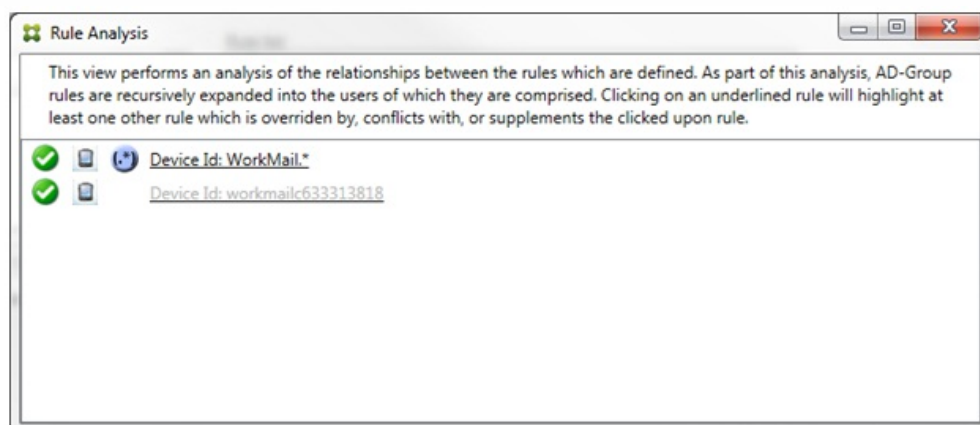 Rule Analysis
This view performs an analysis of the relationships between the rules which are defined. As part of this analysis, AD-Group
rules are recursively expanded into the users of which they are comprised. Clicking on an underlined rule will highlight at
least one other rule which is overriden by, conflicts with, or supplements the clicked upon rule.
(.*) Device Id: WorkMail.*
Device Id: workmailc633313818